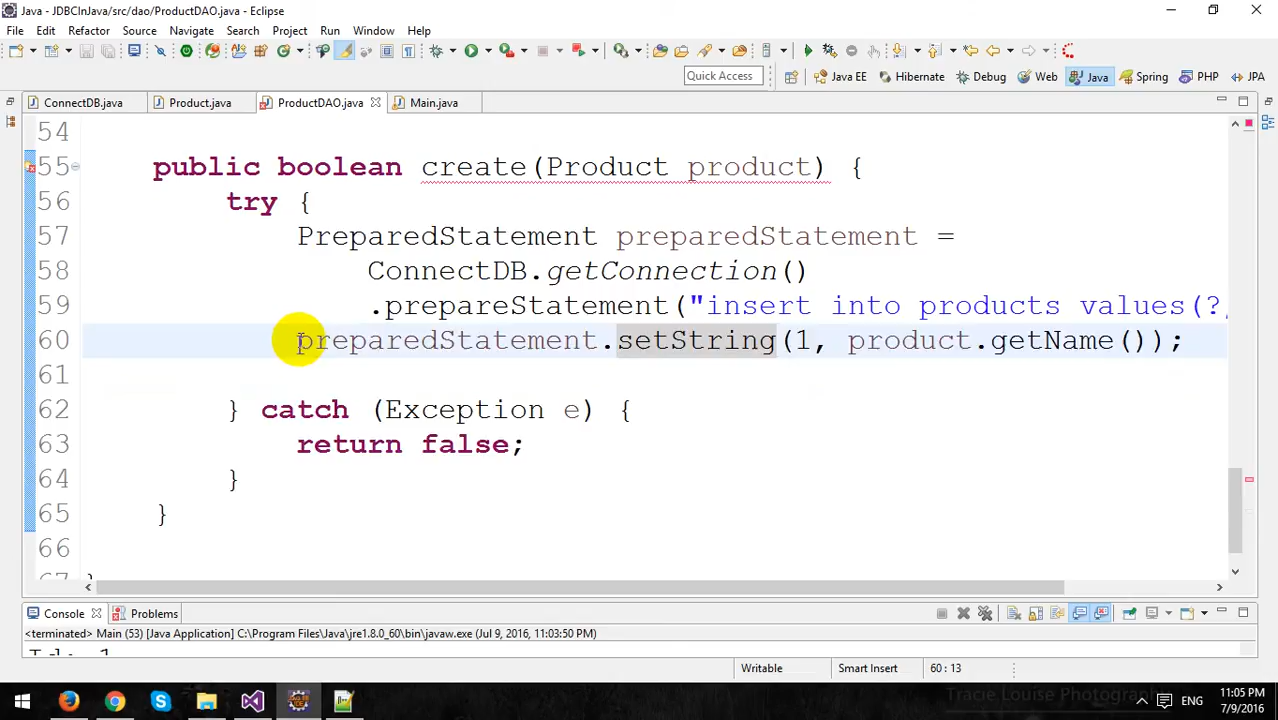 Java - JDBCInJava/src/dao/ProductDAO.java - Eclipse
File Edit Refactor Source Navigate Search Project Run Window Help
Quick Access Java EE Hibernate Debug Web Java Spring PHP JPA
ConnectDB.java Product.java ProductDAO.java Main.java
54
55 public boolean create(Product product) {
56 try {
57 PreparedStatement preparedStatement =
58 ConnectDB.getConnection()
59 .prepareStatement("insert into products values(?,
60 preparedStatement.setString(1, product.getName());
61
62 } catch (Exception e) {
63 return false;
64 }
65 }
66
67 }
Console Problems
<terminated> Main (53) [Java Application] C:\Program Files\Java\jre1.8.0_60\bin\javaw.exe (Jul 9, 2016, 11:03:50 PM)
Writable Smart Insert 60 : 13
Tracie Louise Photography
ENG 11:05 PM
7/9/2016